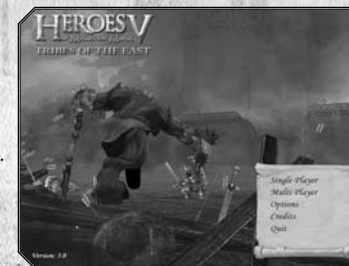 HEROES V
TRIBES OF THE EAST
Single Player
Multi Player
Options
Credits
Quit
Version: 3.0